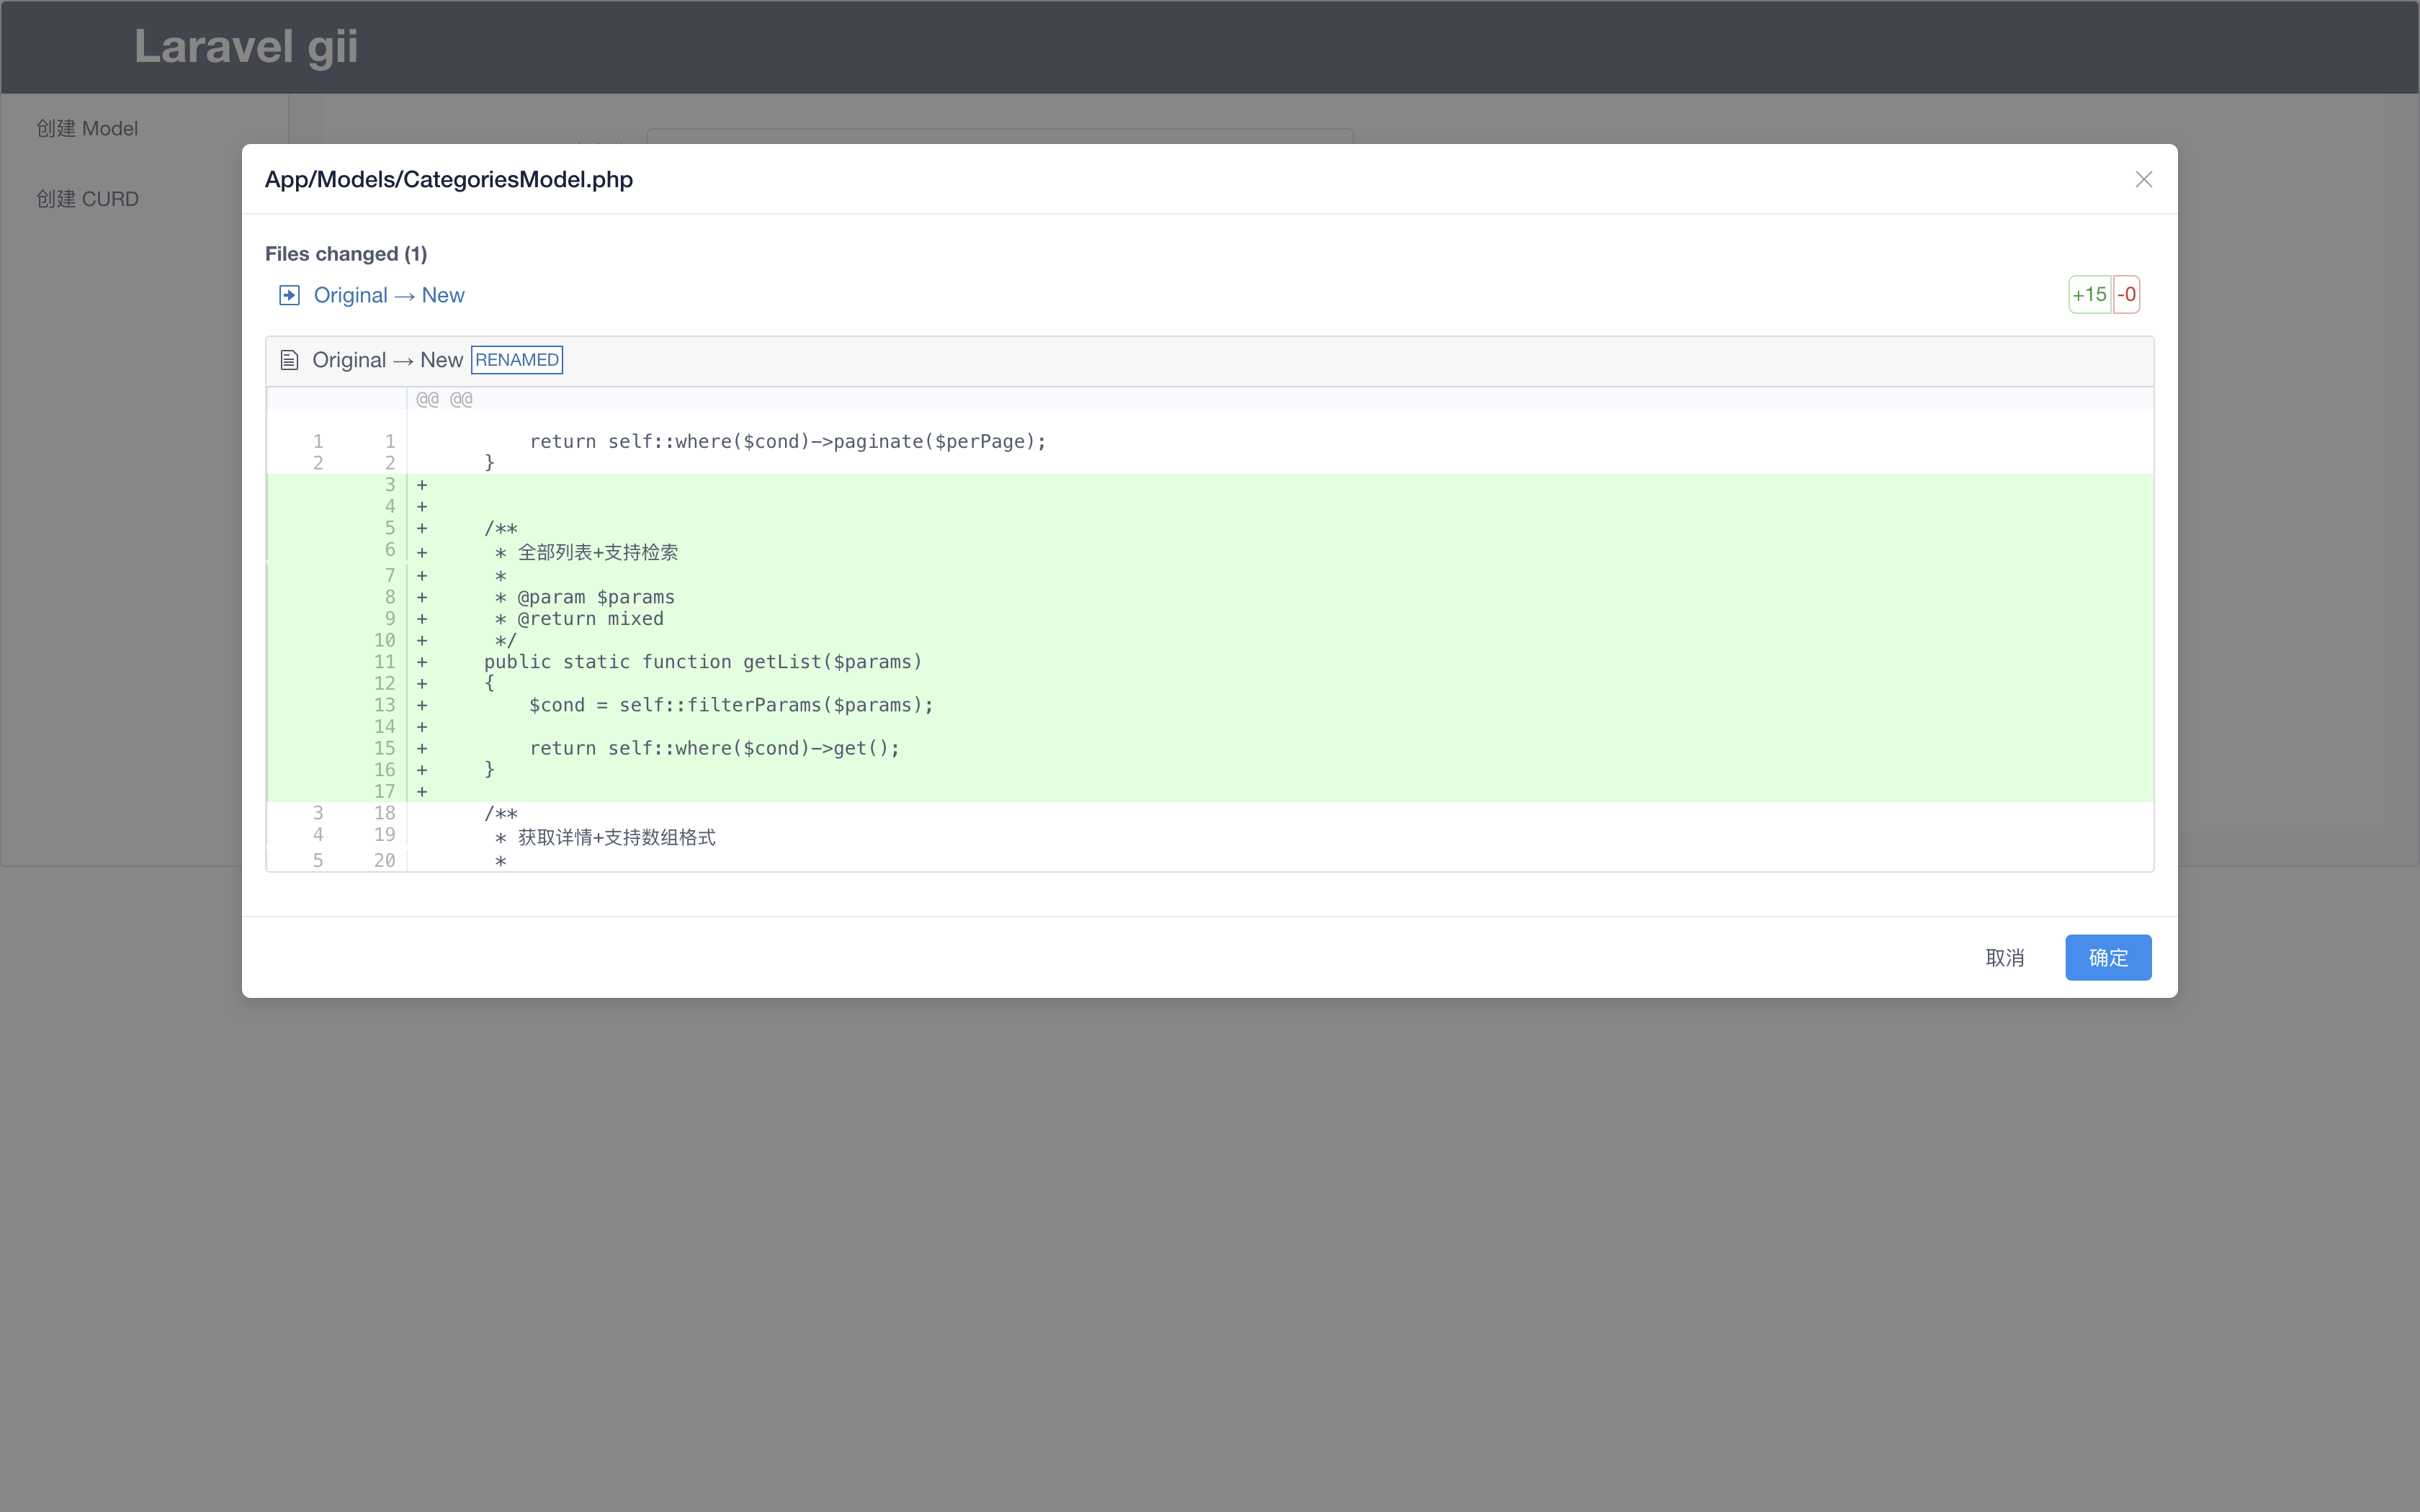 Laravel gii
创建 Model
创建 CURD
App/Models/CategoriesModel.php
Files changed (1)
Original → New
+15 -0
Original → New RENAMED
@@ @@
1 1 return self::where($cond)->paginate($perPage);
2 2 }
3 +
4 +
5 + /**
6 + * 全部列表+支持检索
7 + *
8 + * @param $params
9 + * @return mixed
10 + */
11 + public static function getList($params)
12 + {
13 + $cond = self::filterParams($params);
14 +
15 + return self::where($cond)->get();
16 + }
17 +
3 18 /**
4 19 * 获取详情+支持数组格式
5 20 *
取消 确定